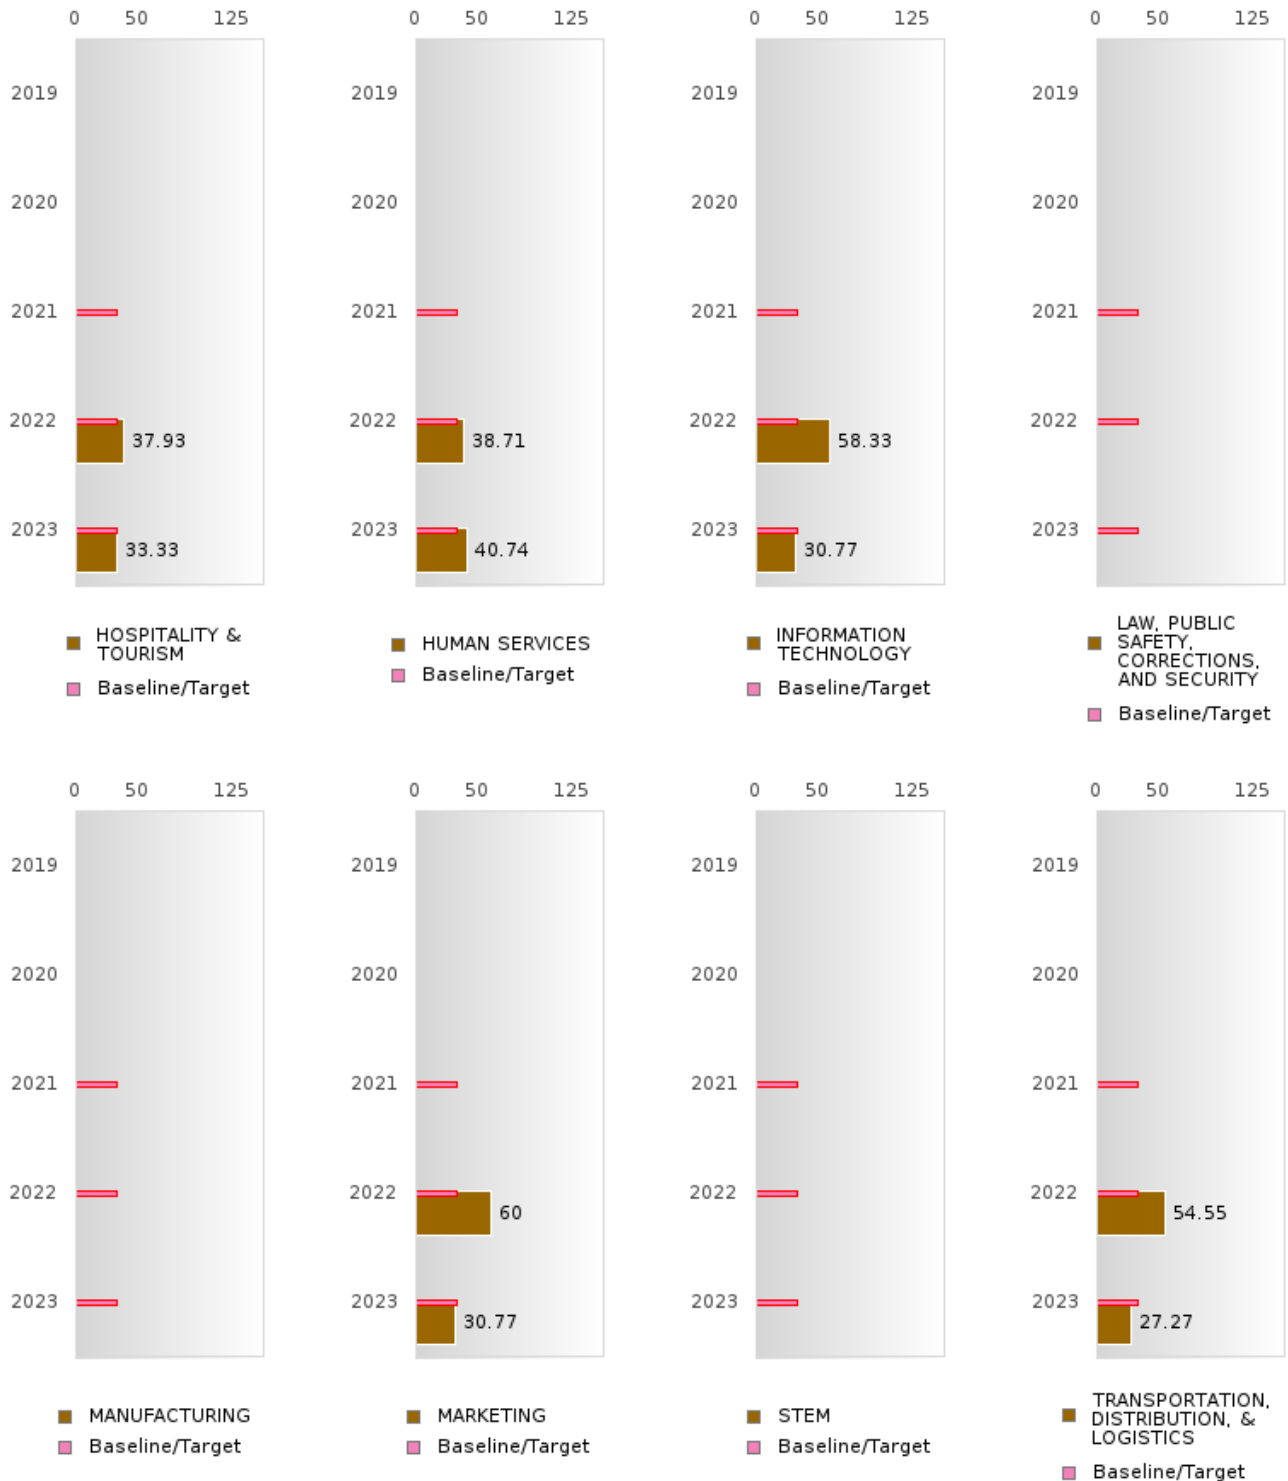 0 50 125 0 50 125 0 50 125 0 50 125
2019 2019 2019 2019
2020 2020 2020 2020
2021 2021 2021 2021
2022 2022 2022 2022
37.93 38.71 58.33
2023 2023 2023 2023
33.33 40.74 30.77
HOSPITALITY &
TOURISM
Baseline/Target
HUMAN SERVICES
Baseline/Target
INFORMATION
TECHNOLOGY
Baseline/Target
LAW, PUBLIC
SAFETY,
CORRECTIONS,
AND SECURITY
Baseline/Target
0 50 125 0 50 125 0 50 125 0 50 125
2019 2019 2019 2019
2020 2020 2020 2020
2021 2021 2021 2021
2022 2022 2022 2022
60 54.55
2023 2023 2023 2023
30.77 27.27
MANUFACTURING
Baseline/Target
MARKETING
Baseline/Target
STEM
Baseline/Target
TRANSPORTATION,
DISTRIBUTION, &
LOGISTICS
Baseline/Target